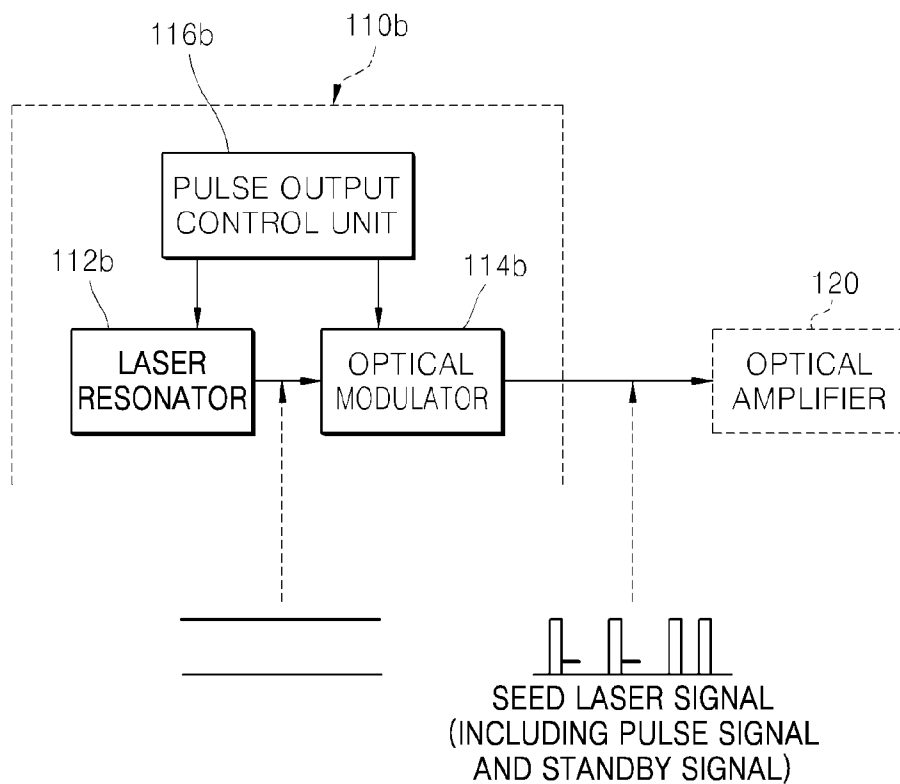 116b
110b
PULSE OUTPUT
CONTROL UNIT
112b
114b
120
LASER
RESONATOR
OPTICAL
MODULATOR
OPTICAL
AMPLIFIER
SEED LASER SIGNAL
(INCLUDING PULSE SIGNAL
AND STANDBY SIGNAL)